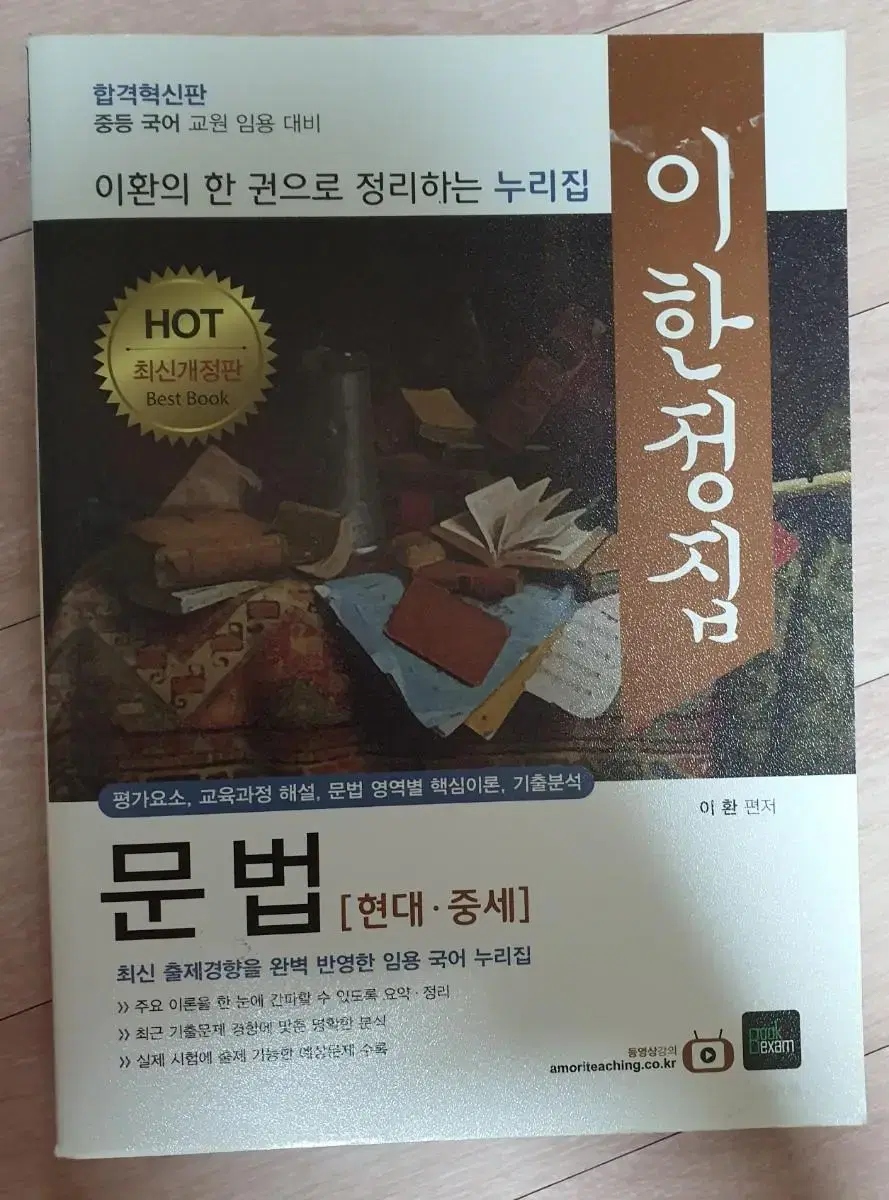 합격혁신판
중등 국어 교원 임용 대비
이환의 한 권으로 정리하는 누리집
이한정집
HOT
최신개정판
Best Book
평가요소, 교육과정 해설, 문법 영역별 핵심이론, 기출분석
이 환 편저
문법 [현대·중세]
최신 출제경향을 완벽 반영한 임용 국어 누리집
>> 주요 이론을 한 눈에 간파할 수 있도록 요약·정리
>> 최근 기출문제 경향에 맞춘 명확한 분석
>> 실제 시험에 출제 가능한 예상문제 수록
동영상강의
amoriteaching.co.kr
Book
exam